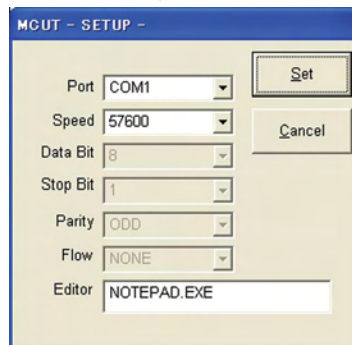 MCUT - SETUP -
Port COM1
Set
Speed 57600
Cancel
Data Bit 8
Stop Bit 1
Parity ODD
Flow NONE
Editor NOTEPAD.EXE